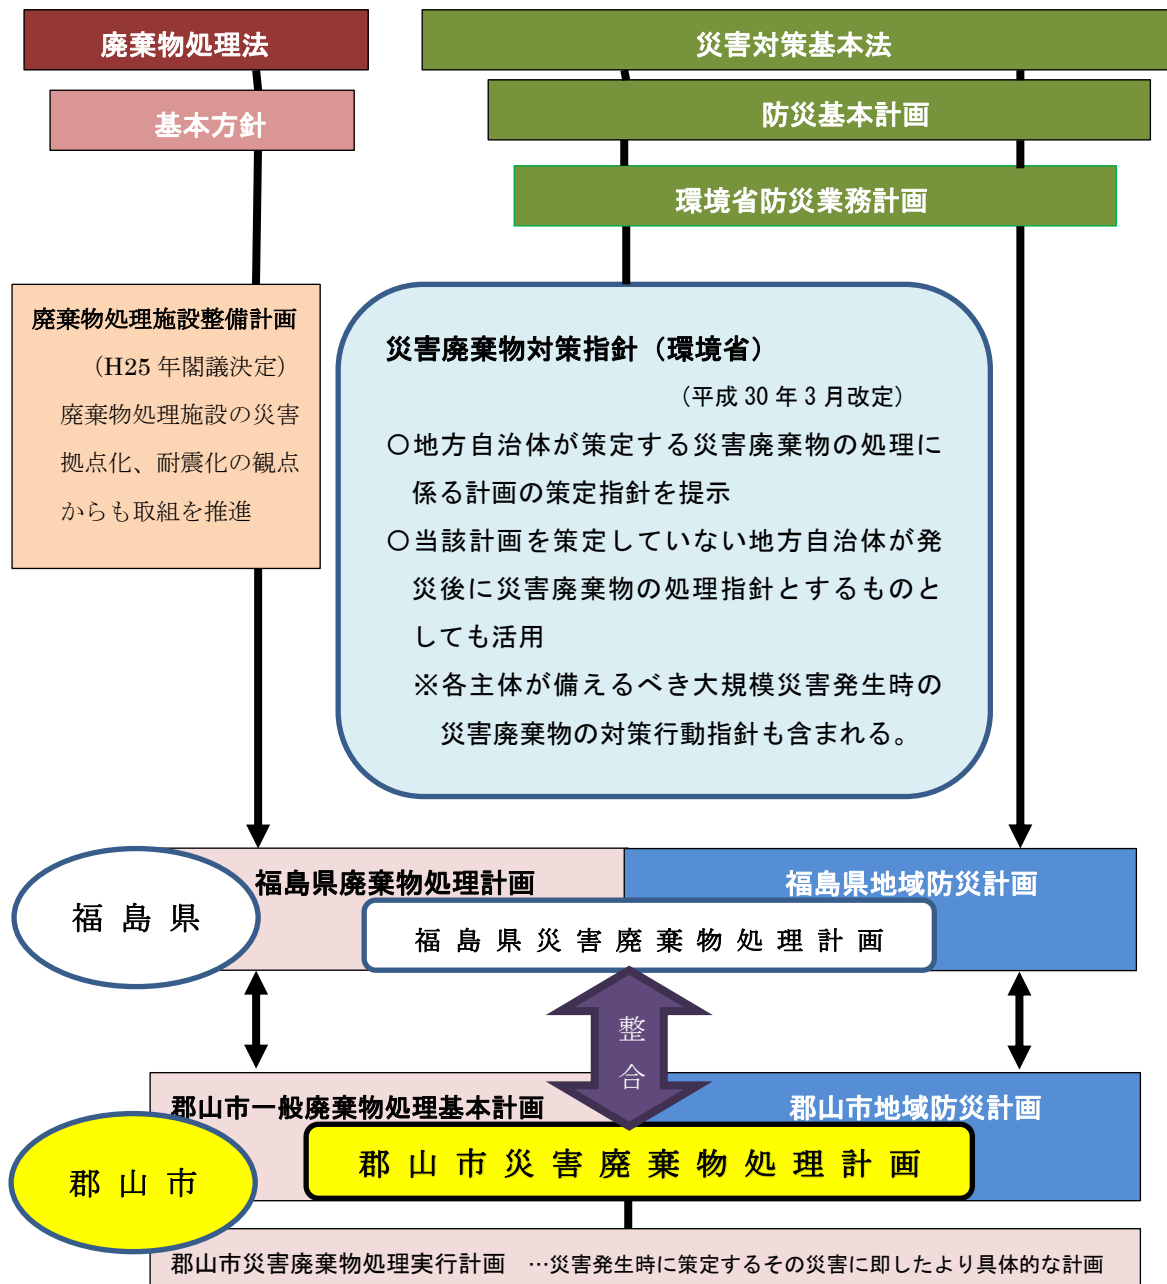 廃棄物処理法
災害対策基本法
基本方針
防災基本計画
環境省防災業務計画
廃棄物処理施設整備計画
（H25 年閣議決定）
廃棄物処理施設の災害
拠点化、耐震化の観点
からも取組を推進
災害廃棄物対策指針（環境省）
（平成 30 年 3 月改定）
○地方自治体が策定する災害廃棄物の処理に
係る計画の策定指針を提示
○当該計画を策定していない地方自治体が発
災後に災害廃棄物の処理指針とするものと
しても活用
※各主体が備えるべき大規模災害発生時の
災害廃棄物の対策行動指針も含まれる。
福島県
福島県廃棄物処理計画
福島県地域防災計画
福島県災害廃棄物処理計画
整
合
郡山市
郡山市一般廃棄物処理基本計画
郡山市地域防災計画
郡山市災害廃棄物処理計画
郡山市災害廃棄物処理実行計画　…災害発生時に策定するその災害に即したより具体的な計画